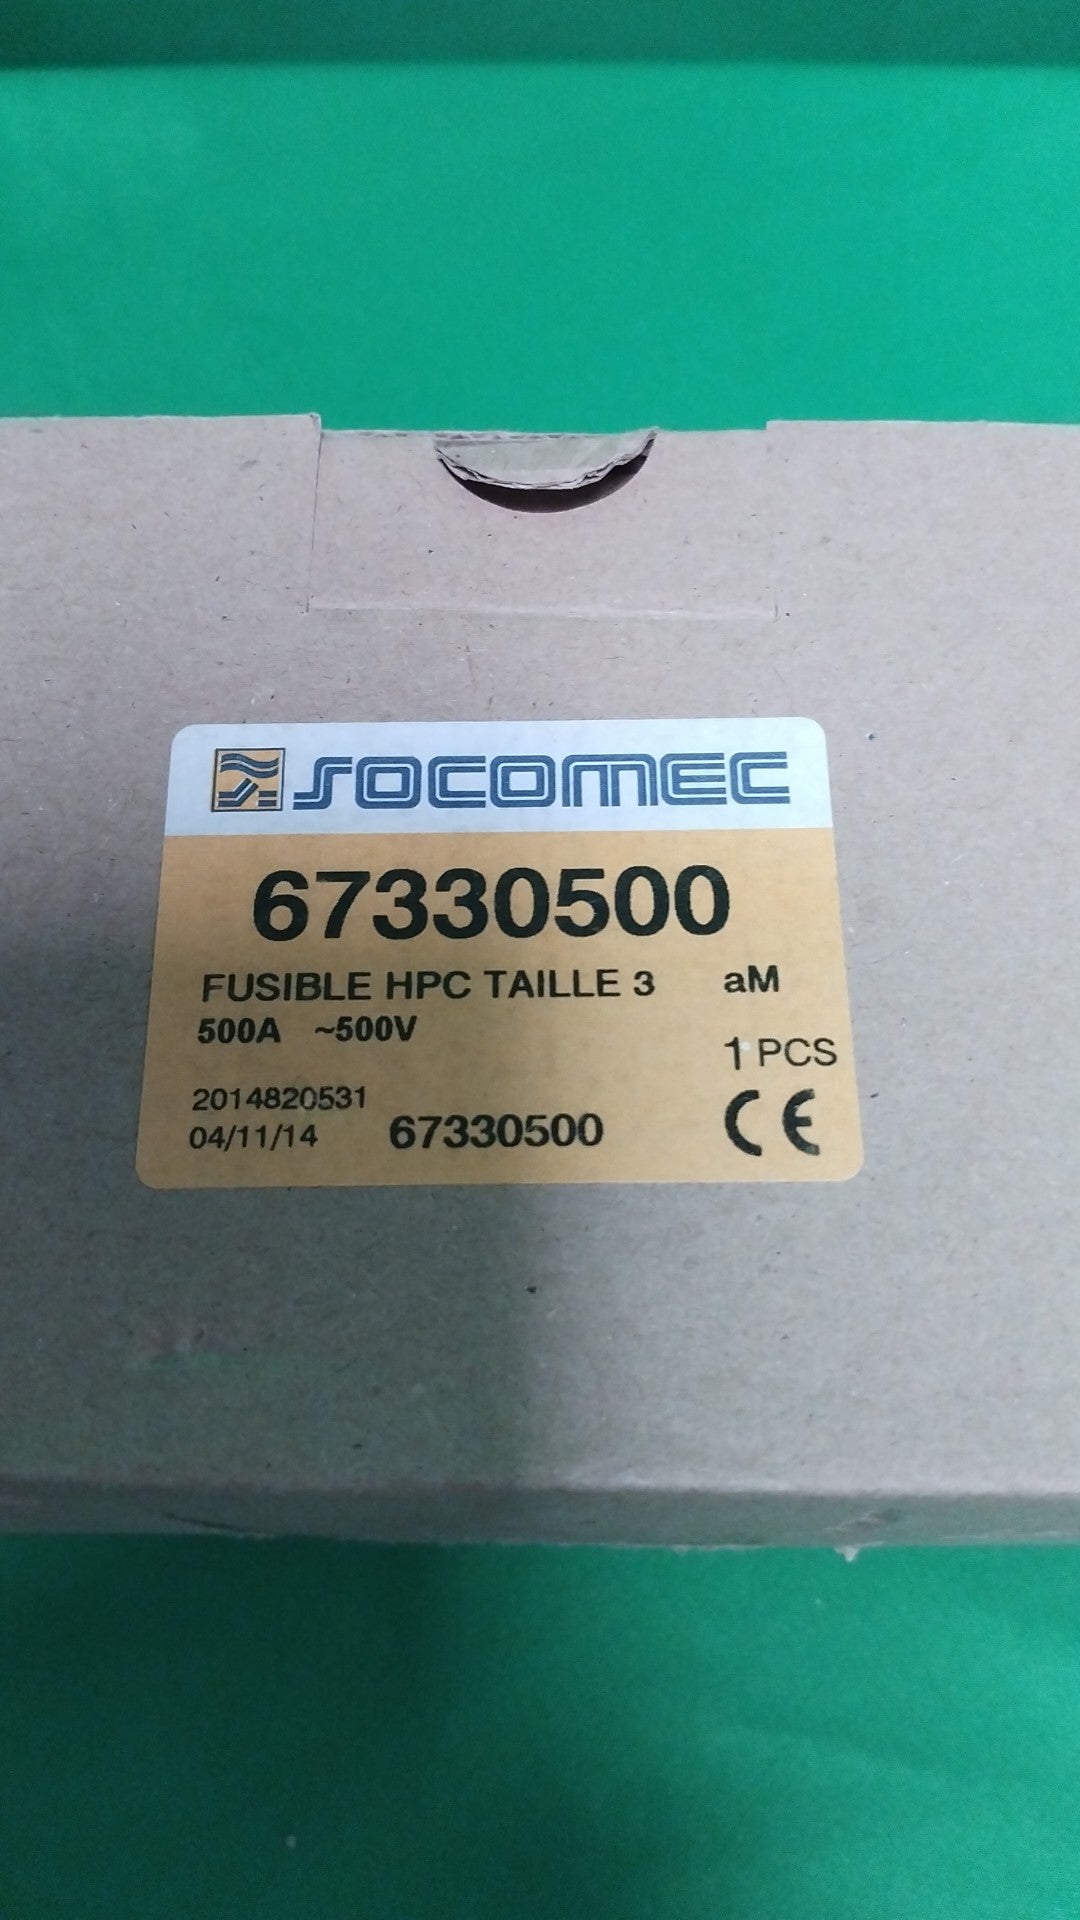 SOCOMEC
67330500
FUSIBLE HPC TAILLE 3 aM
500A ~500V
1 PCS
2014820531
04/11/14 67330500 CE